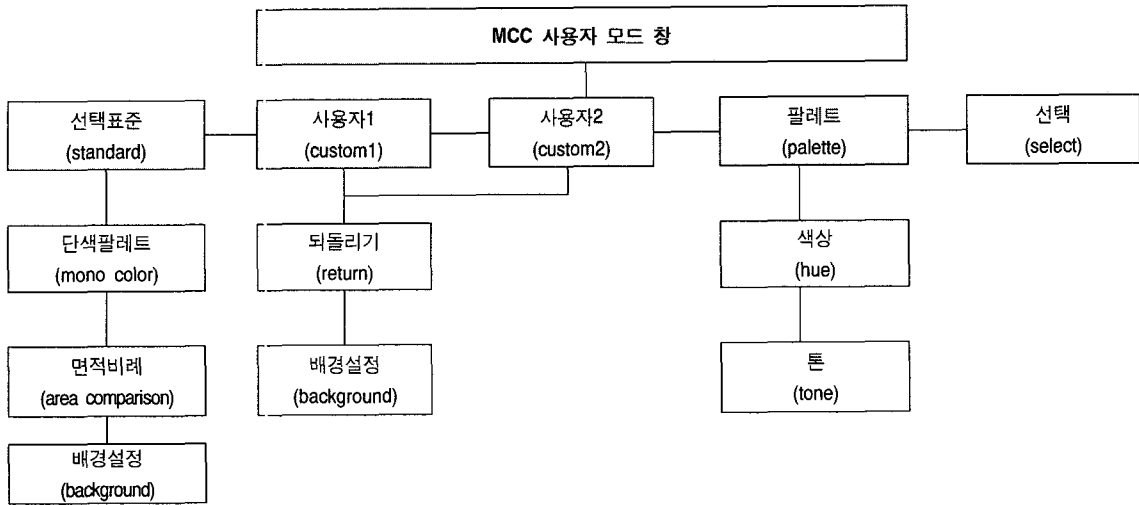 MCC 사용자 모드 창
선택표준
(standard)
사용자1
(custom1)
사용자2
(custom2)
팔레트
(palette)
선택
(select)
단색팔레트
(mono color)
되돌리기
(return)
색상
(hue)
면적비례
(area comparison)
배경설정
(background)
톤
(tone)
배경설정
(background)